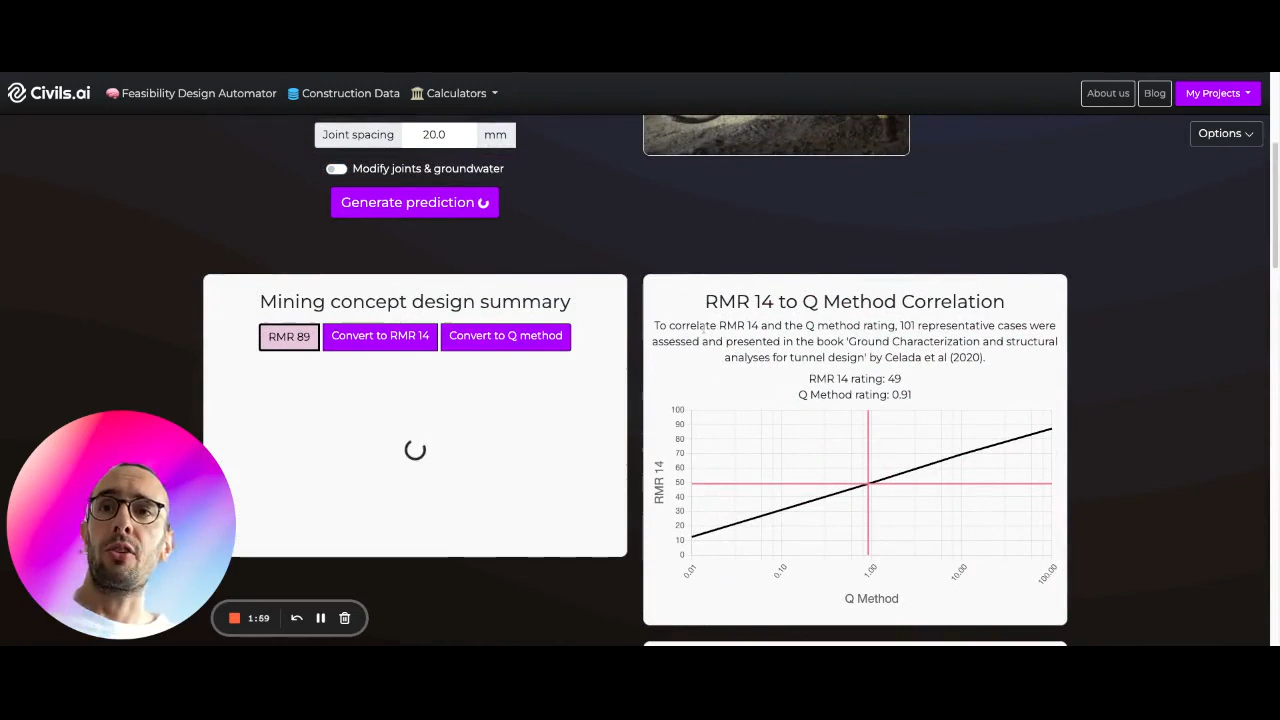 Civils.ai
Feasibility Design Automator
Construction Data
Calculators
About us
Blog
My Projects
Options
Joint spacing 20.0 mm
Modify joints & groundwater
Generate prediction
Mining concept design summary
RMR 89
Convert to RMR 14
Convert to Q method
RMR 14 to Q Method Correlation
To correlate RMR 14 and the Q method rating, 101 representative cases were
assessed and presented in the book 'Ground Characterization and structural
analyses for tunnel design' by Celada et al (2020).
RMR 14 rating: 49
Q Method rating: 0.91
100
90
80
70
60
50
40
30
20
10
0
RMR 14
0.01
0.10
1.00
10.00
100.00
Q Method
1:59